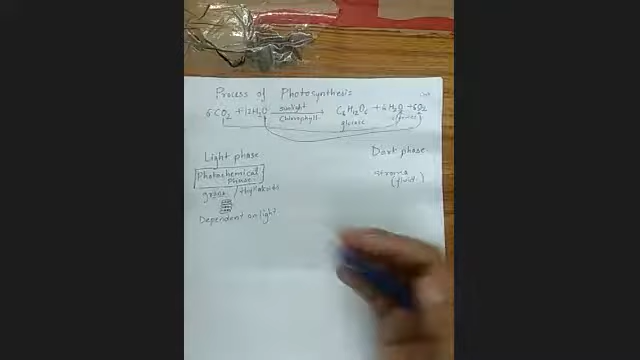 Process of Photosynthesis
6CO2 + 12H2O sunlight C6H12O6 + 6H2O + 6O2
Chlorophyll glucose
Light phase Dark phase
Photochemical Phase stroma
(fluid)
grana / thyllakoids
Dependent on light